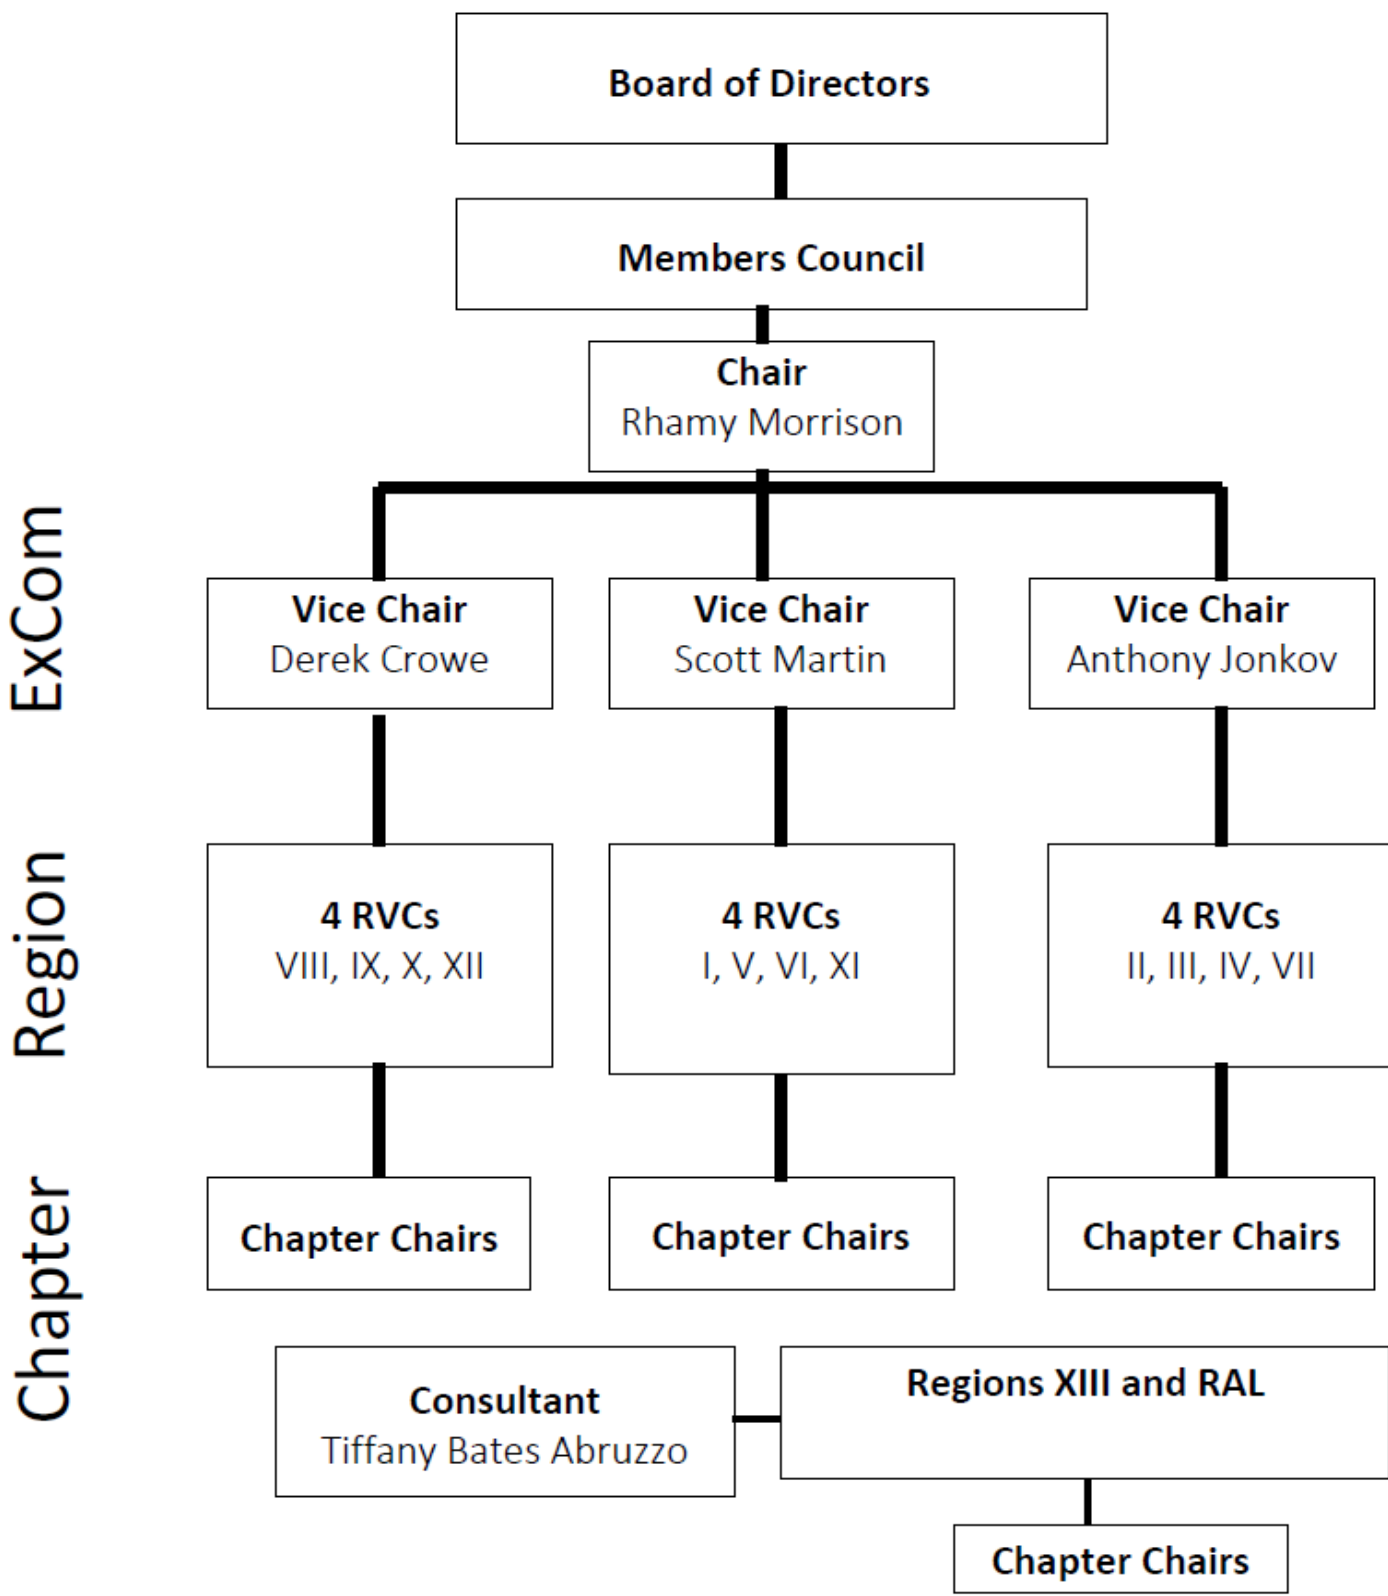 Board of Directors
Members Council
Chair
Rhamy Morrison
ExCom
Vice Chair
Derek Crowe
Vice Chair
Scott Martin
Vice Chair
Anthony Jonkov
Region
4 RVCs
VIII, IX, X, XII
4 RVCs
I, V, VI, XI
4 RVCs
II, III, IV, VII
Chapter
Chapter Chairs
Chapter Chairs
Chapter Chairs
Consultant
Tiffany Bates Abruzzo
Regions XIII and RAL
Chapter Chairs